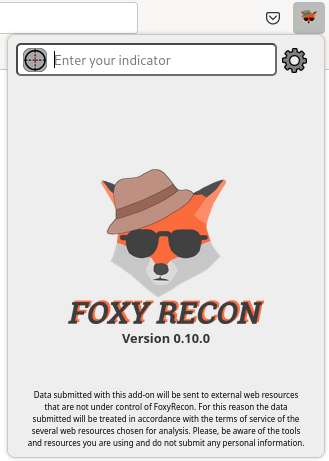 Enter your indicator
FOXY RECON
Version 0.10.0
Data submitted with this add-on will be sent to external web resources
that are not under control of FoxyRecon. For this reason the data
submitted will be treated in accordance with the terms of service of the
several web resources chosen for analysis. Please, be aware of the tools
and resources you are using and do not submit any personal information.